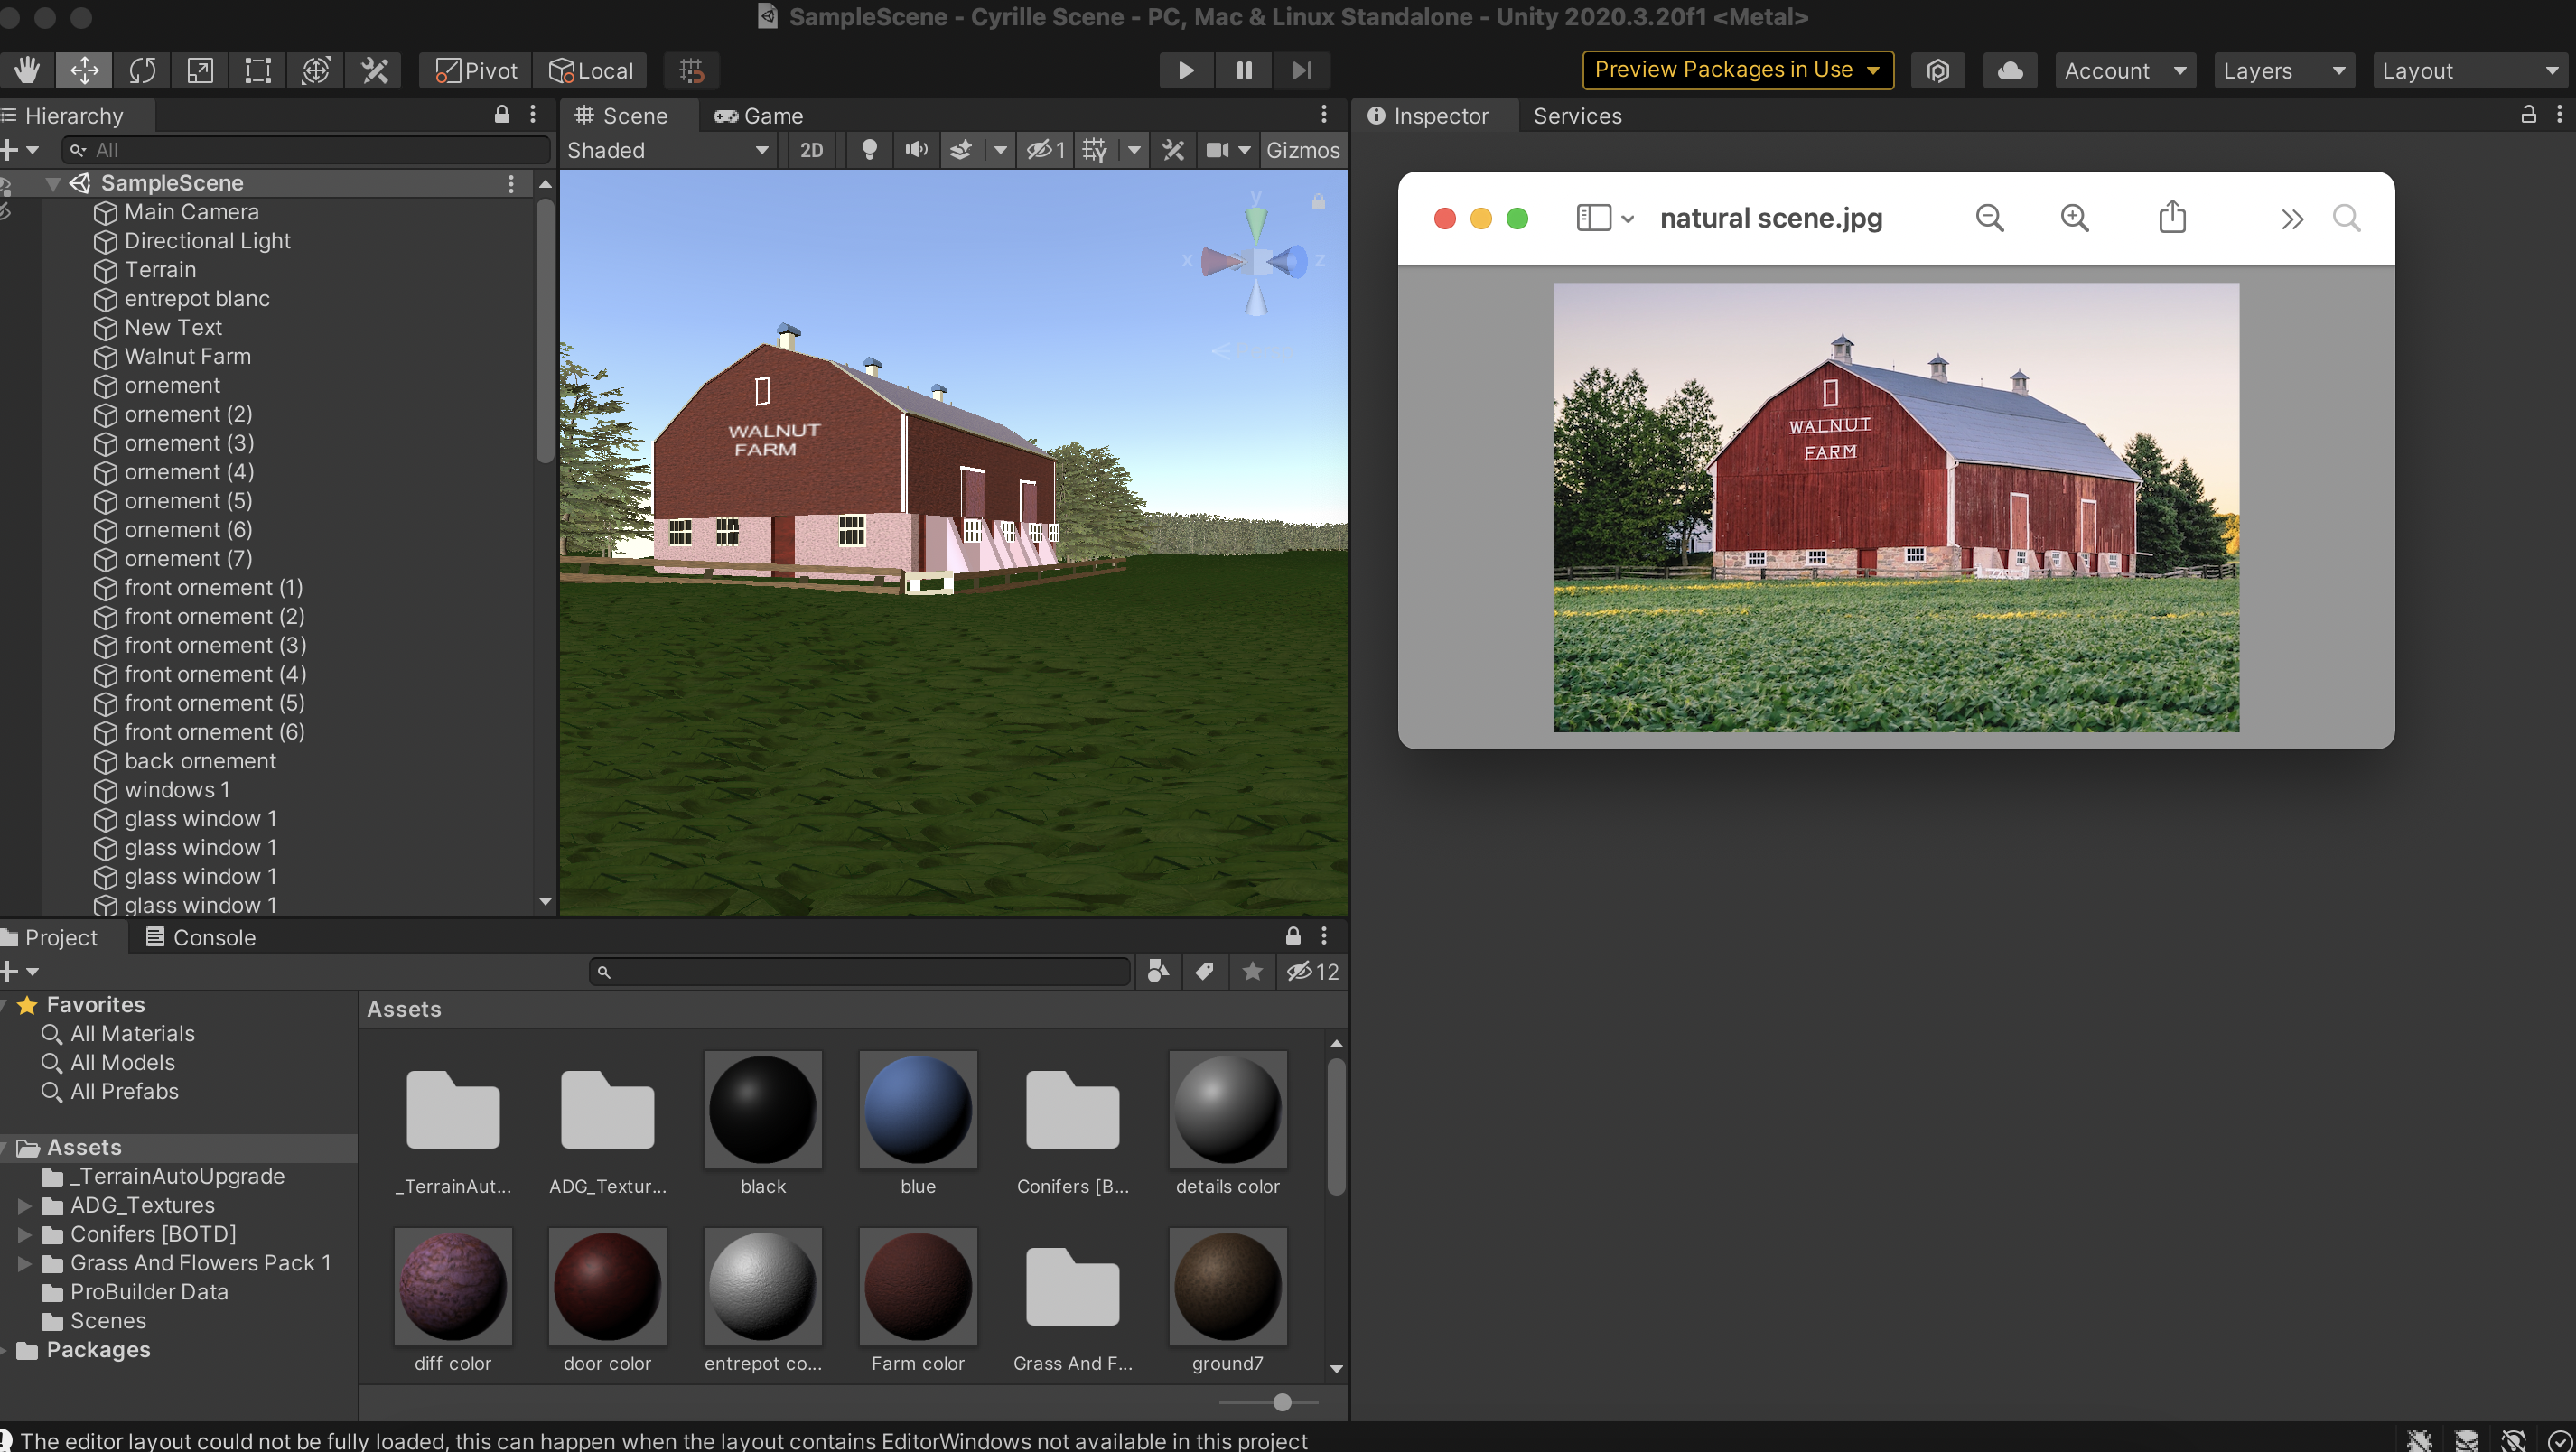 SampleScene - Cyrille Scene - PC, Mac & Linux Standalone - Unity 2020.3.20f1 <Metal>
Pivot
Local
Preview Packages in Use
Account
Layers
Layout
Hierarchy
Scene
Game
Inspector
Services
All
Shaded
2D
1
Gizmos
SampleScene
Main Camera
Directional Light
Terrain
entrepot blanc
New Text
Walnut Farm
ornement
ornement (2)
ornement (3)
ornement (4)
ornement (5)
ornement (6)
ornement (7)
front ornement (1)
front ornement (2)
front ornement (3)
front ornement (4)
front ornement (5)
front ornement (6)
back ornement
windows 1
glass window 1
glass window 1
glass window 1
glass window 1
y
x
z
WALNUT
FARM
natural scene.jpg
WALNUT
FARM
Project
Console
12
Favorites
All Materials
All Models
All Prefabs
Assets
_TerrainAutoUpgrade
ADG_Textures
Conifers [BOTD]
Grass And Flowers Pack 1
ProBuilder Data
Scenes
Packages
Assets
_TerrainAut...
ADG_Textur...
black
blue
Conifers [B...
details color
diff color
door color
entrepot co...
Farm color
Grass And F...
ground7
The editor layout could not be fully loaded, this can happen when the layout contains EditorWindows not available in this project